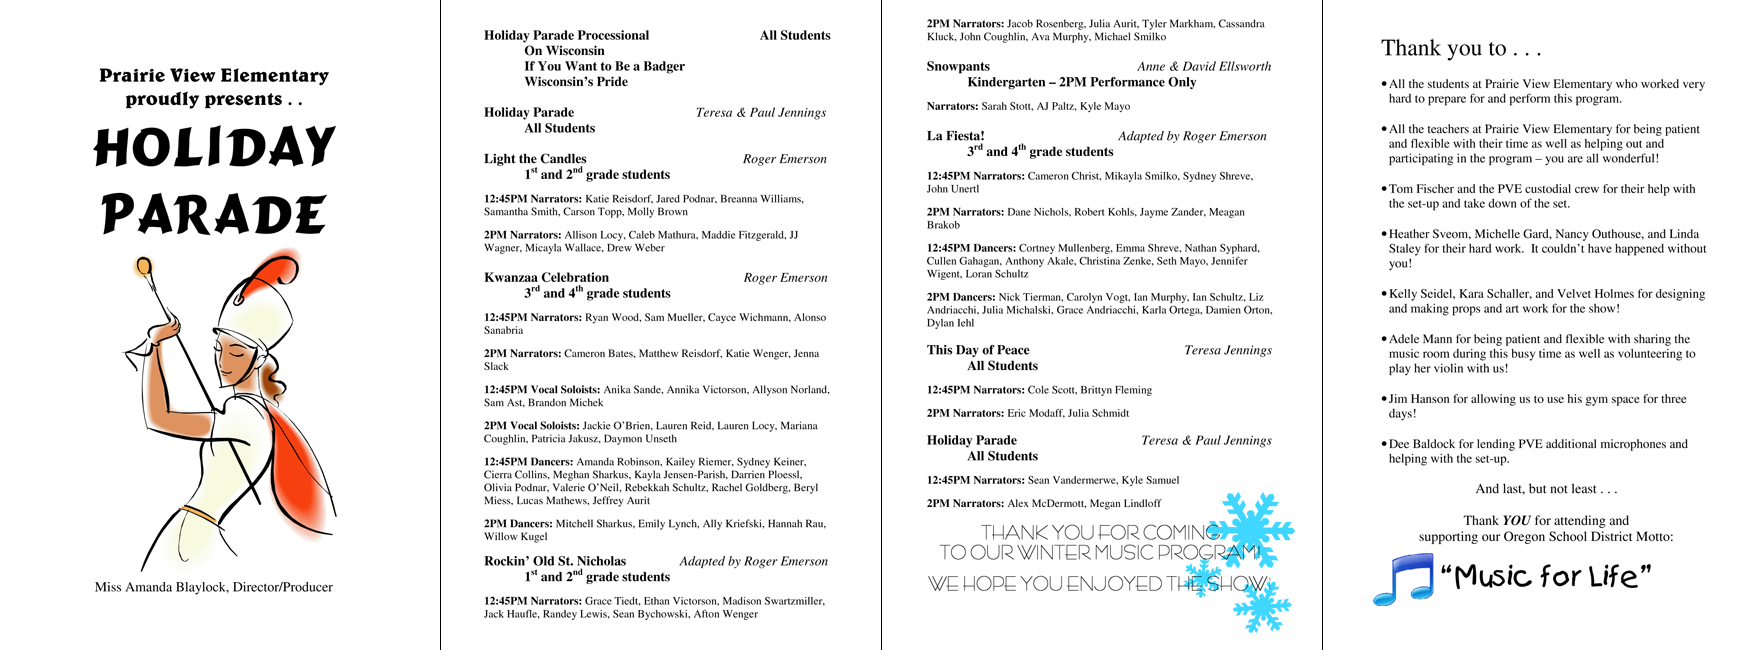 Prairie View Elementary
proudly presents . .
HOLIDAY
PARADE
Miss Amanda Blaylock, Director/Producer
Holiday Parade Processional All Students
On Wisconsin
If You Want to Be a Badger
Wisconsin's Pride
Holiday Parade Teresa & Paul Jennings
All Students
Light the Candles Roger Emerson
1st and 2nd grade students
12:45PM Narrators: Katie Reisdorf, Jared Podnar, Breanna Williams,
Samantha Smith, Carson Topp, Molly Brown
2PM Narrators: Allison Locy, Caleb Mathura, Maddie Fitzgerald, JJ
Wagner, Micayla Wallace, Drew Weber
Kwanzaa Celebration Roger Emerson
3rd and 4th grade students
12:45PM Narrators: Ryan Wood, Sam Mueller, Cayce Wichmann, Alonso
Sanabria
2PM Narrators: Cameron Bates, Matthew Reisdorf, Katie Wenger, Jenna
Slack
12:45PM Vocal Soloists: Anika Sande, Annika Victorson, Allyson Norland,
Sam Ast, Brandon Michek
2PM Vocal Soloists: Jackie O'Brien, Lauren Reid, Lauren Locy, Mariana
Coughlin, Patricia Jakusz, Daymon Unseth
12:45PM Dancers: Amanda Robinson, Kailey Riemer, Sydney Keiner,
Cierra Collins, Meghan Sharkus, Kayla Jensen-Parish, Darrien Ploessl,
Olivia Podnar, Valerie O'Neil, Rebekkah Schultz, Rachel Goldberg, Beryl
Miess, Lucas Mathews, Jeffrey Aurit
2PM Dancers: Mitchell Sharkus, Emily Lynch, Ally Kriefski, Hannah Rau,
Willow Kugel
Rockin' Old St. Nicholas Adapted by Roger Emerson
1st and 2nd grade students
12:45PM Narrators: Grace Tiedt, Ethan Victorson, Madison Swartzmiller,
Jack Haufle, Randey Lewis, Sean Bychowski, Afton Wenger
2PM Narrators: Jacob Rosenberg, Julia Aurit, Tyler Markham, Cassandra
Kluck, John Coughlin, Ava Murphy, Michael Smilko
Snowpants Anne & David Ellsworth
Kindergarten – 2PM Performance Only
Narrators: Sarah Stott, AJ Paltz, Kyle Mayo
La Fiesta! Adapted by Roger Emerson
3rd and 4th grade students
12:45PM Narrators: Cameron Christ, Mikayla Smilko, Sydney Shreve,
John Unertl
2PM Narrators: Dane Nichols, Robert Kohls, Jayme Zander, Meagan
Brakob
12:45PM Dancers: Cortney Mullenberg, Emma Shreve, Nathan Syphard,
Cullen Gahagan, Anthony Akale, Christina Zenke, Seth Mayo, Jennifer
Wigent, Loran Schultz
2PM Dancers: Nick Tierman, Carolyn Vogt, Ian Murphy, Ian Schultz, Liz
Andriacchi, Julia Michalski, Grace Andriacchi, Karla Ortega, Damien Orton,
Dylan Iehl
This Day of Peace Teresa Jennings
All Students
12:45PM Narrators: Cole Scott, Brittyn Fleming
2PM Narrators: Eric Modaff, Julia Schmidt
Holiday Parade Teresa & Paul Jennings
All Students
12:45PM Narrators: Sean Vandermerwe, Kyle Samuel
2PM Narrators: Alex McDermott, Megan Lindloff
THANK YOU FOR COMING
TO OUR WINTER MUSIC PROGRAM!
WE HOPE YOU ENJOYED THE SHOW!
Thank you to . . .
• All the students at Prairie View Elementary who worked very
hard to prepare for and perform this program.
• All the teachers at Prairie View Elementary for being patient
and flexible with their time as well as helping out and
participating in the program – you are all wonderful!
• Tom Fischer and the PVE custodial crew for their help with
the set-up and take down of the set.
• Heather Sveom, Michelle Gard, Nancy Outhouse, and Linda
Staley for their hard work. It couldn't have happened without
you!
• Kelly Seidel, Kara Schaller, and Velvet Holmes for designing
and making props and art work for the show!
• Adele Mann for being patient and flexible with sharing the
music room during this busy time as well as volunteering to
play her violin with us!
• Jim Hanson for allowing us to use his gym space for three
days!
• Dee Baldock for lending PVE additional microphones and
helping with the set-up.
And last, but not least . . .
Thank YOU for attending and
supporting our Oregon School District Motto:
"Music for Life"